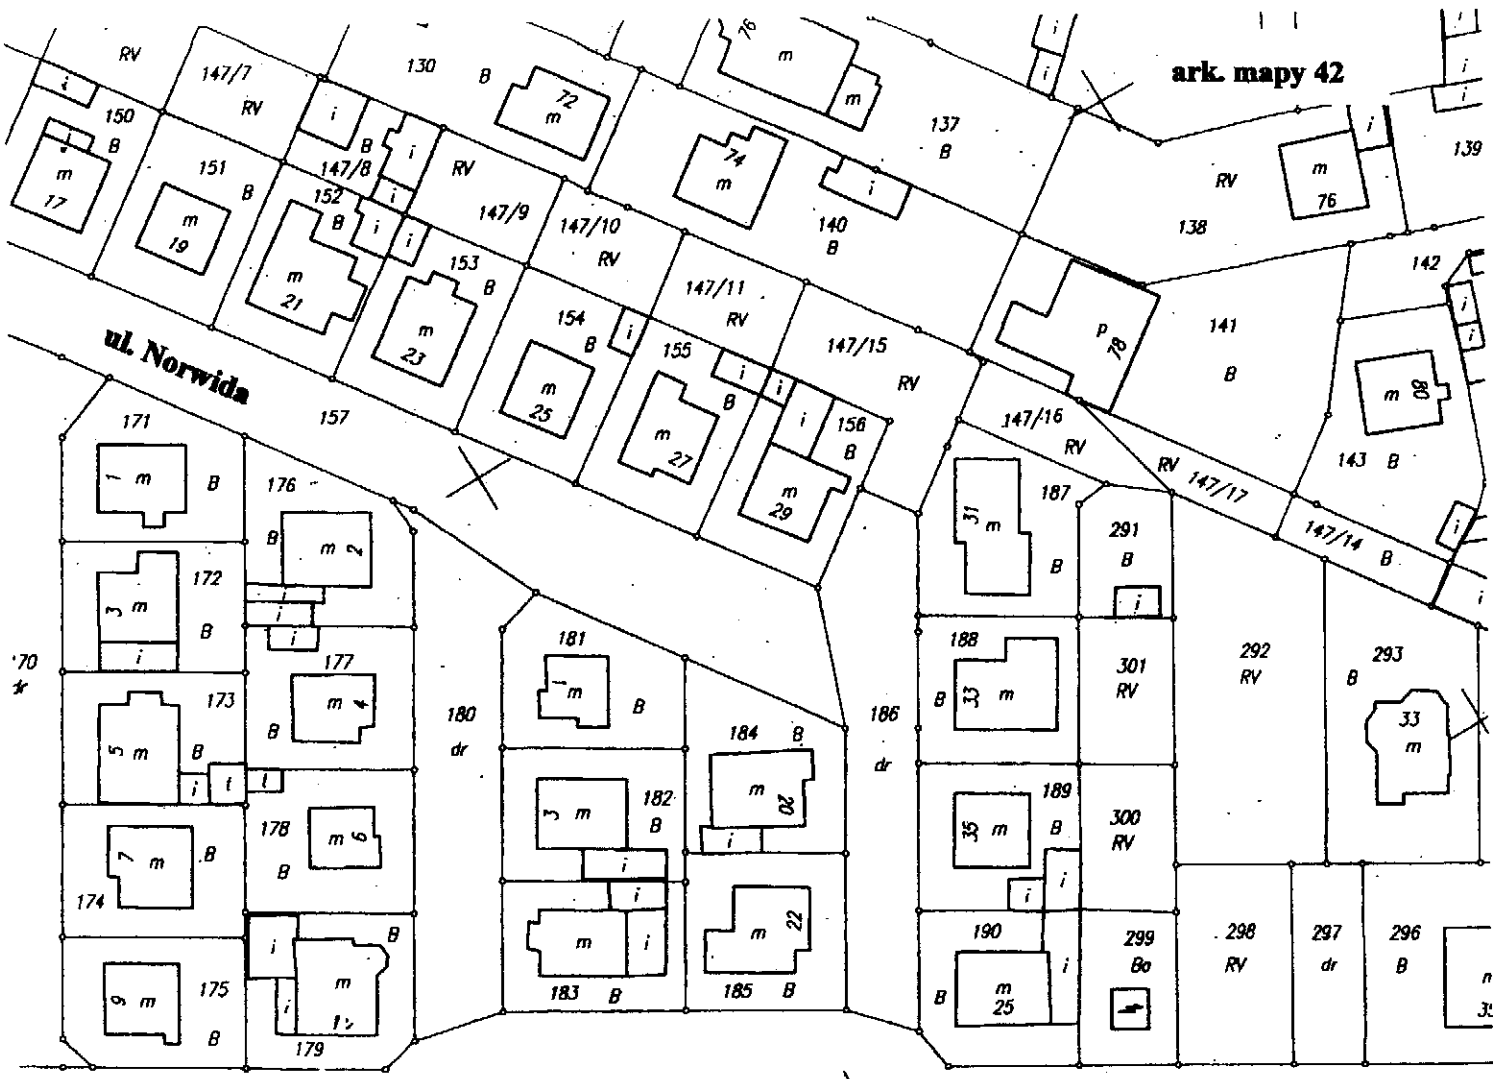 ark. mapy 42
ul. Norwida
RV
147/7
RV
130
B
i
72
m
76
m
m
i
i
137
B
i
i
139
i
150
B
i
m
17
151
B
m
19
i
B
147/8
i
i
RV
147/9
152
B
i
i
m
21
74
m
i
140
B
RV
138
m
76
i
142
i
i
153
B
m
23
147/10
RV
147/11
RV
154
B
i
m
25
155
B
i
i
i
m
27
147/15
RV
156
B
m
29
p
78
141
B
m
80
143
B
i
157
147/16
RV
RV
147/17
147/14
B
i
171
1
m
B
176
B
m
2
i
i
i
172
3
m
B
i
177
m
4
B
173
5
m
B
i
i
i
178
m
6
B
174
7
m
B
175
9
m
B
i
i
m
B
179
dr
180
dr
181
m
B
182
3
m
B
i
i
m
i
183
B
184
B
m
20
i
m
22
185
B
186
dr
187
31
m
B
188
B
33
m
189
35
m
B
i
i
190
B
m
25
i
291
B
i
301
RV
300
RV
299
Ba
292
RV
293
B
33
m
298
RV
297
dr
296
B